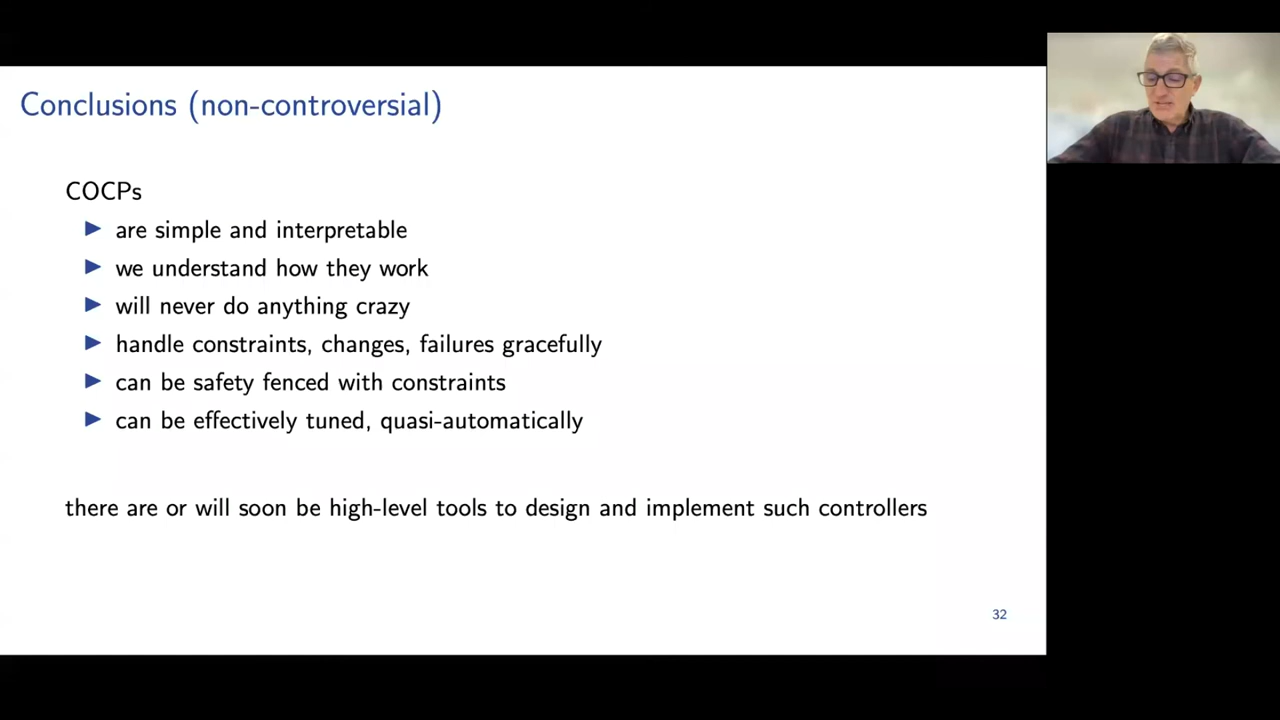 Conclusions (non-controversial)
COCPs
▶ are simple and interpretable
▶ we understand how they work
▶ will never do anything crazy
▶ handle constraints, changes, failures gracefully
▶ can be safety fenced with constraints
▶ can be effectively tuned, quasi-automatically
there are or will soon be high-level tools to design and implement such controllers
32